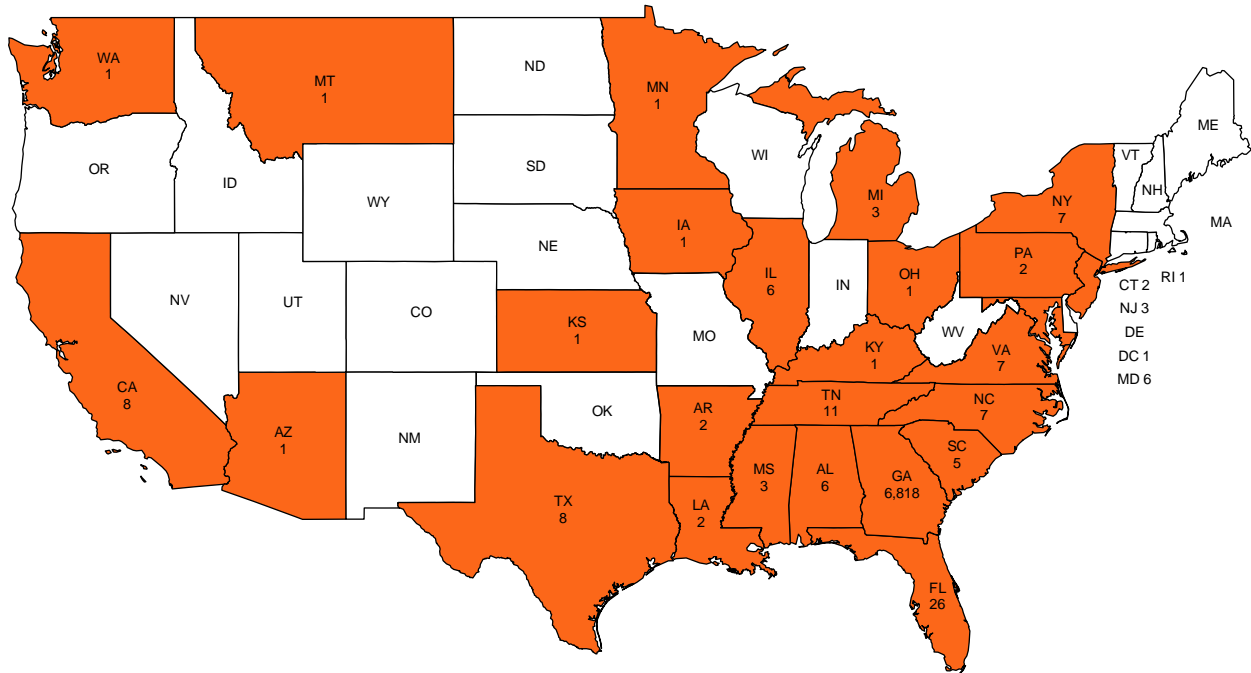 WA
1
MT
1
ND
MN
1
ME
VT
NH
WI
OR
ID
SD
WY
MI
3
NY
7
MA
IA
1
NE
PA
2
IL
6
IN
OH
1
RI 1
CT 2
NV
UT
CO
NJ 3
KS
1
MO
WV
DE
KY
1
VA
7
DC 1
MD 6
CA
8
TN
11
NC
7
OK
AR
2
AZ
1
NM
SC
5
MS
3
AL
6
GA
6,818
TX
8
LA
2
FL
26